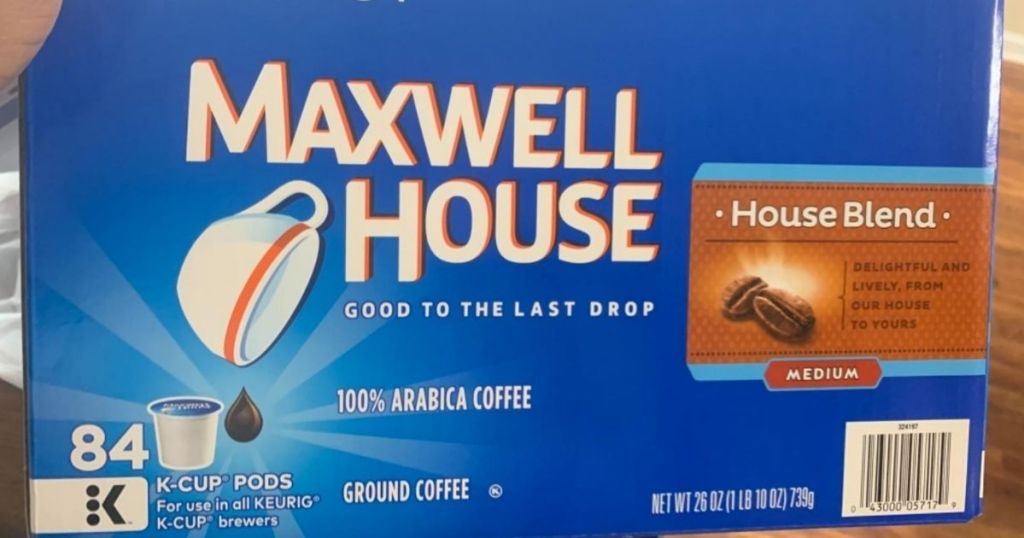 MAXWELL
HOUSE
GOOD TO THE LAST DROP
· House Blend ·
DELIGHTFUL AND
LIVELY, FROM
OUR HOUSE
TO YOURS
MEDIUM
100% ARABICA COFFEE
84
K-CUP® PODS
For use in all KEURIG®
K-CUP® brewers
GROUND COFFEE
NET WT 26 OZ (1 LB 10 OZ) 739g
324197
0 43000 05717 9